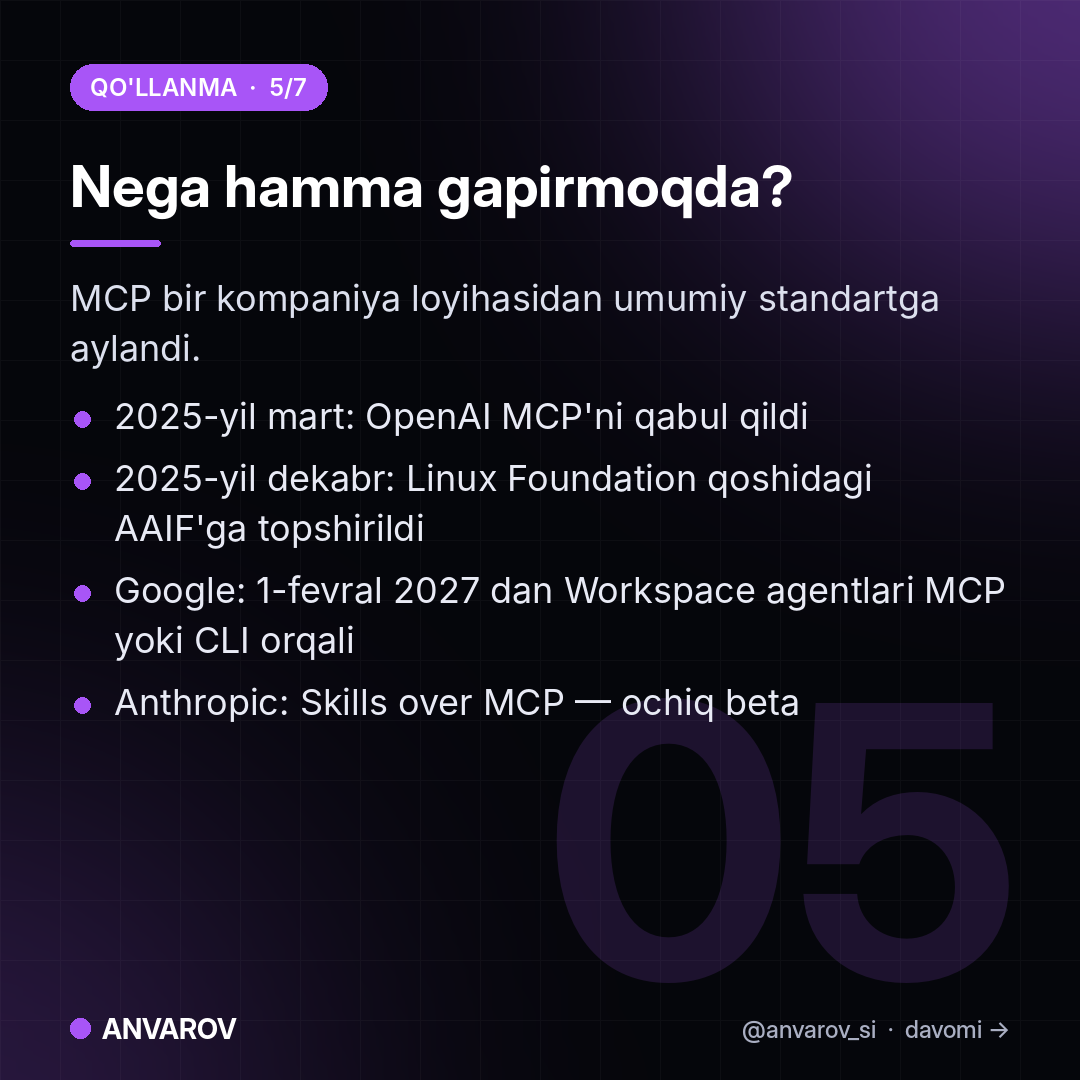 QO'LLANMA · 5/7
Nega hamma gapirmoqda?
MCP bir kompaniya loyihasidan umumiy standartga
aylandi.
2025-yil mart: OpenAI MCP'ni qabul qildi
2025-yil dekabr: Linux Foundation qoshidagi
AAIF'ga topshirildi
Google: 1-fevral 2027 dan Workspace agentlari MCP
yoki CLI orqali
Anthropic: Skills over MCP — ochiq beta
05
ANVAROV
@anvarov_si · davomi →